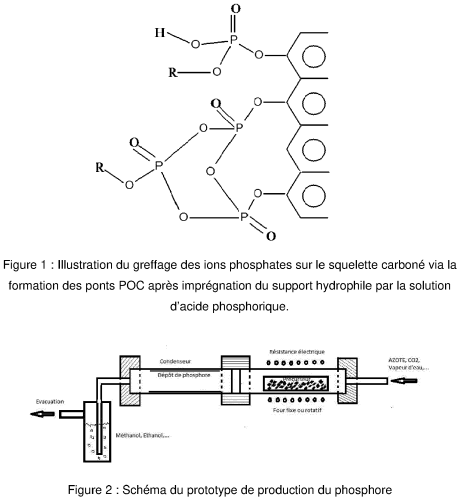 O
H
O
P
O
R
O
O
O
P
O
O
P
O
R
O
O
O
P
O
Figure 1 : Illustration du greffage des ions phosphates sur le squelette carboné via la
formation des ponts POC après imprégnation du support hydrophile par la solution
d'acide phosphorique.
Résistance électrique
Condenseur
AZOTE, CO2,
Vapeur d'eau,...
Dépôt de phosphore
Evacuation
Four fixe ou rotatif
Méthanol, Ethanol,...
Figure 2 : Schéma du prototype de production du phosphore